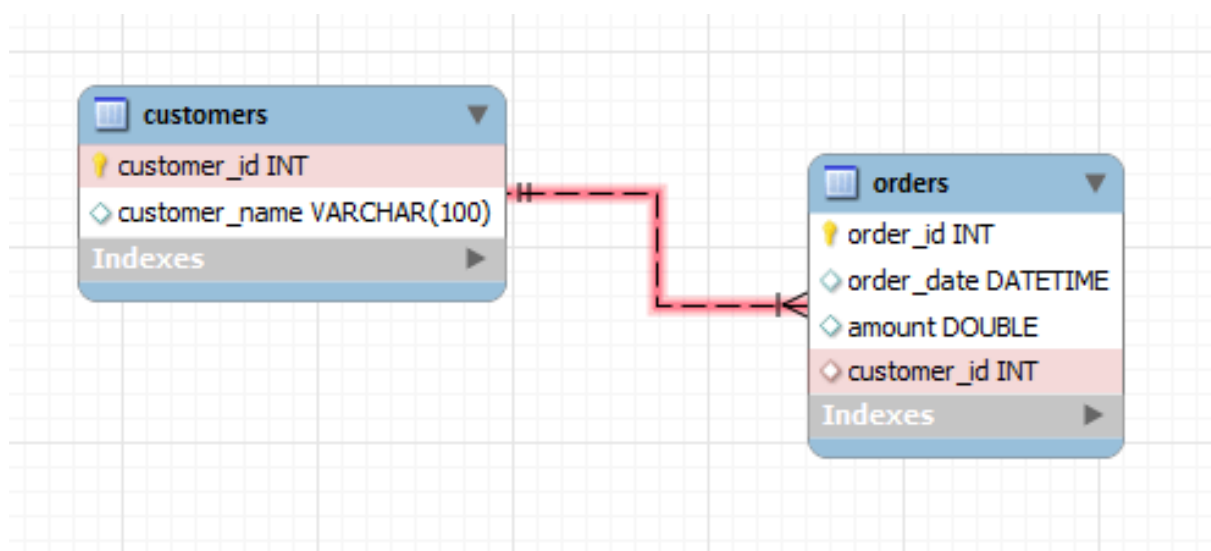 customers
customer_id INT
customer_name VARCHAR(100)
Indexes
orders
order_id INT
order_date DATETIME
amount DOUBLE
customer_id INT
Indexes